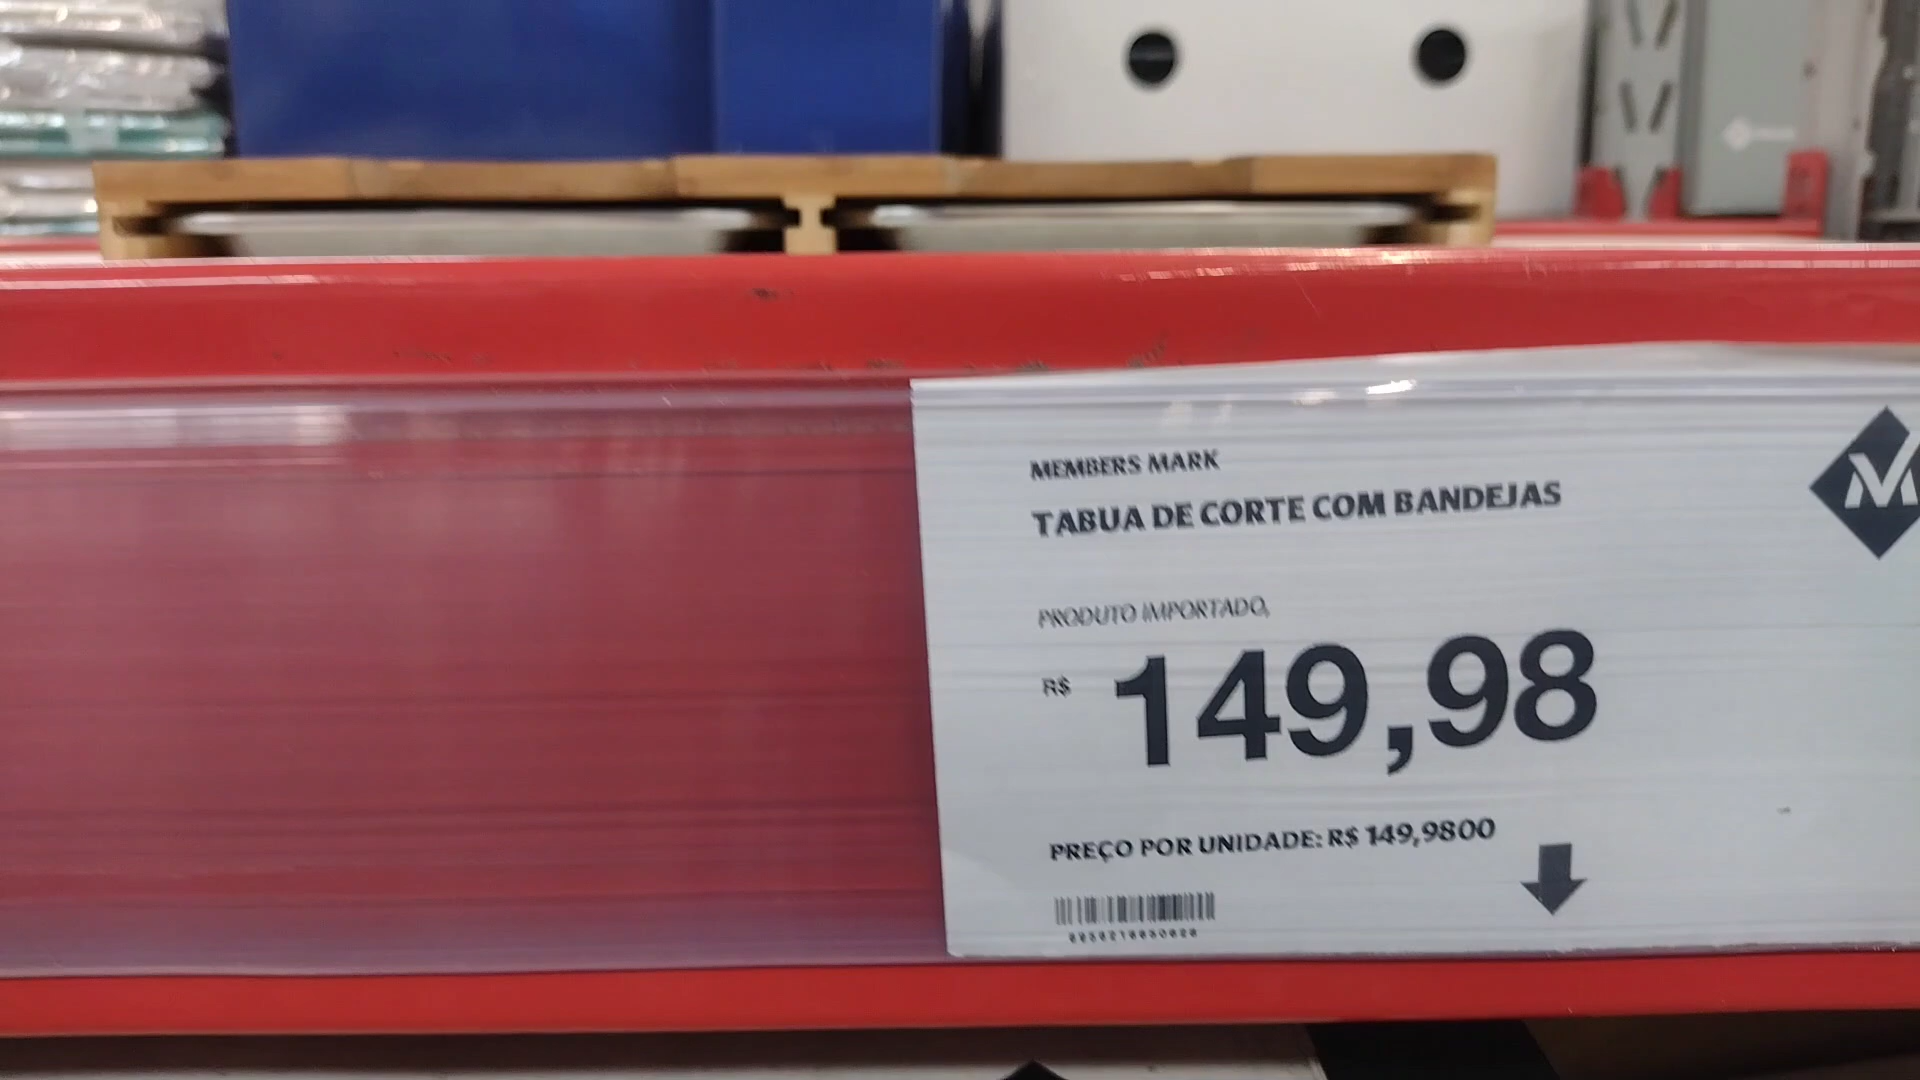 MEMBERS MARK
TABUA DE CORTE COM BANDEJAS
PRODUTO IMPORTADO,
R$ 149,98
PREÇO POR UNIDADE: R$ 149,9800